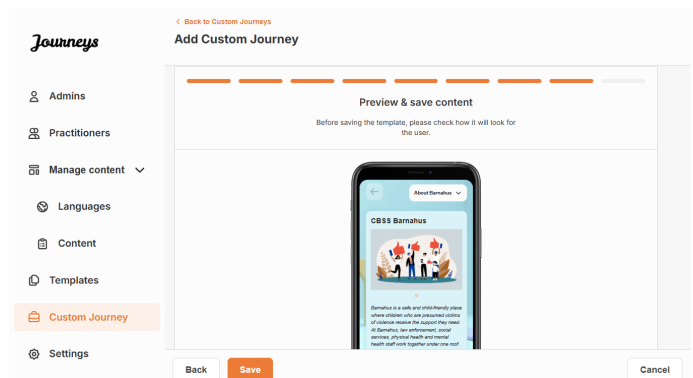 Back to Custom Journeys
Journeys
Add Custom Journey
Admins
Practitioners
Manage content
Languages
Content
Templates
Custom Journey
Settings
Preview & save content
Before saving the template, please check how it will look for
the user.
About Barnahus
CBSS Barnahus
Barnahus is a safe and child-friendly place
where children who are presumed victims
of violence receive the support they need.
At Barnahus, law enforcement, social
services, physical health and mental
health staff work together under one roof
Back
Save
Cancel